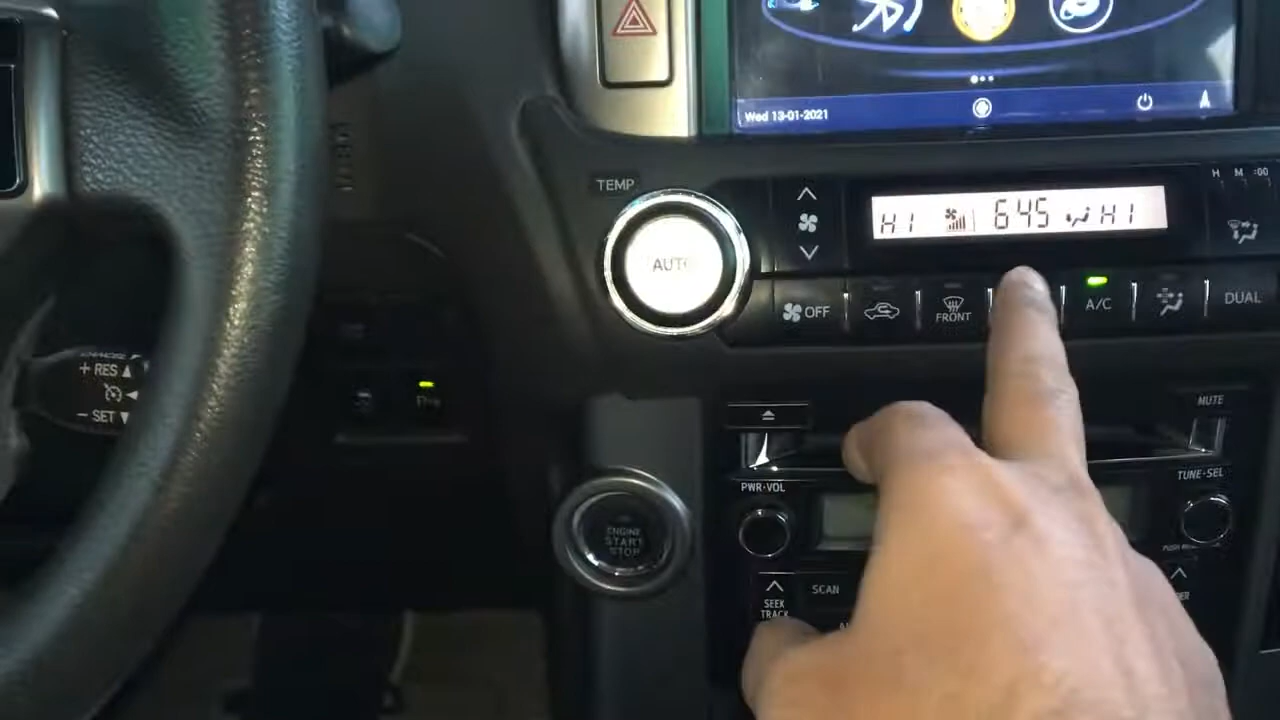 Wed 13-01-2021
H M :00
TEMP
AUTO
HI 645 HI
OFF
FRONT
A/C
DUAL
+ RES
- SET
MUTE
PWR·VOL
TUNE·SEL
ENGINE
START
STOP
SCAN
SEEK
TRACK